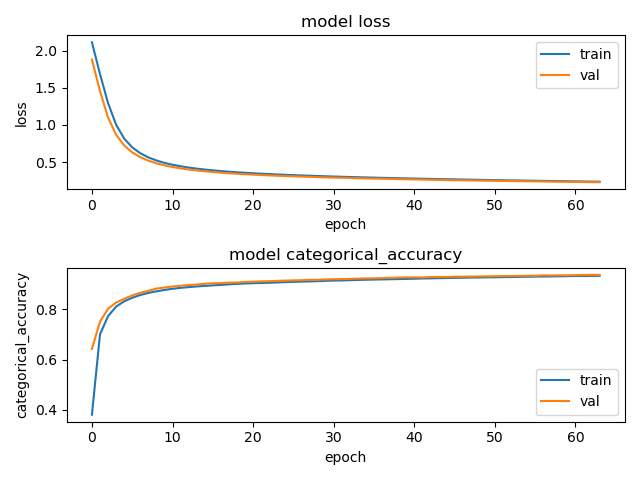 model loss
2.0
1.5
1.0
0.5
loss
train
val
0 10 20 30 40 50 60
epoch
model categorical_accuracy
0.8
0.6
0.4
categorical_accuracy
train
val
0 10 20 30 40 50 60
epoch